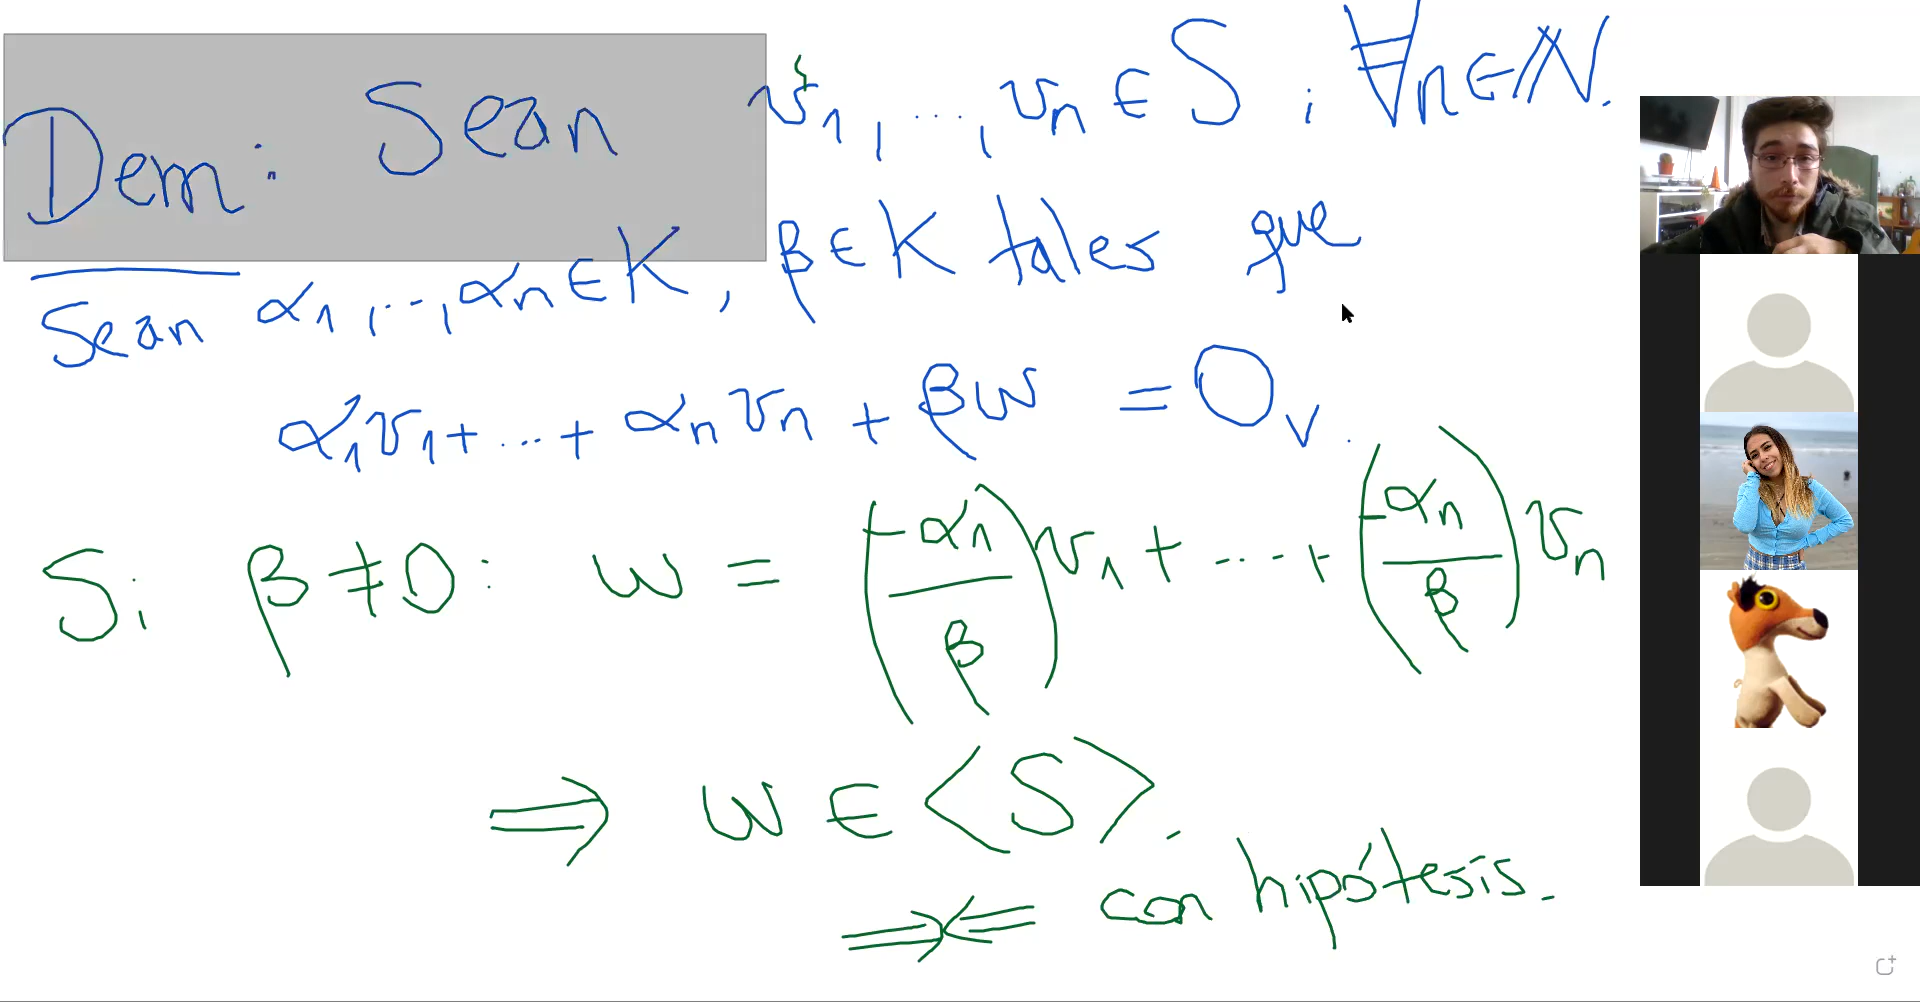 Dem: Sean v₁, ..., vₙ ∈ S, ∀n∈ℕ.
Sean α₁, ..., αₙ ∈ K, β ∈ K tales que
α₁v₁ + ... + αₙvₙ + βw = 0ᵥ.
Si β ≠ 0: w = (-α₁/β)v₁ + ... + (-αₙ/β)vₙ
⇒ w ∈ <S>.
⇒⇐ con hipótesis.